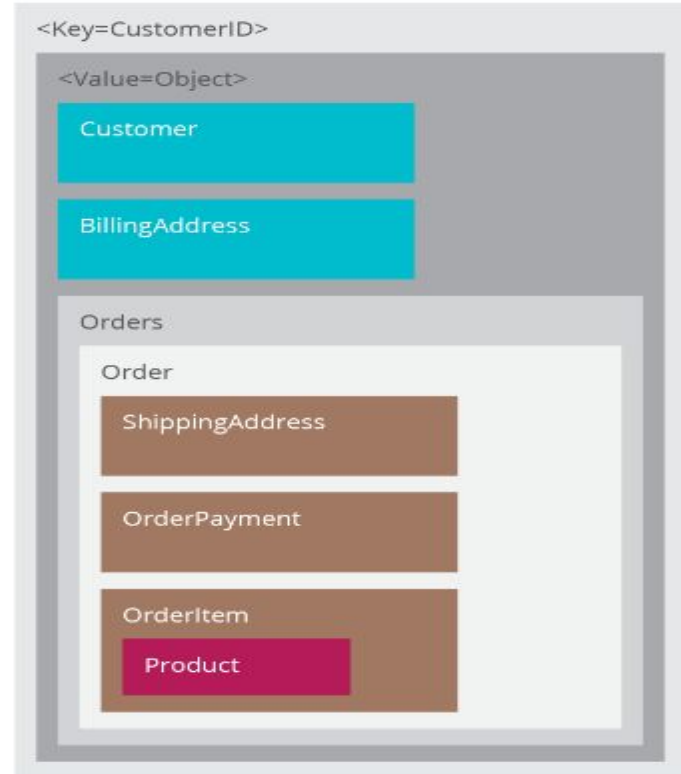 <Key=CustomerID>
<Value=Object>
Customer
BillingAddress
Orders
Order
ShippingAddress
OrderPayment
OrderItem
Product